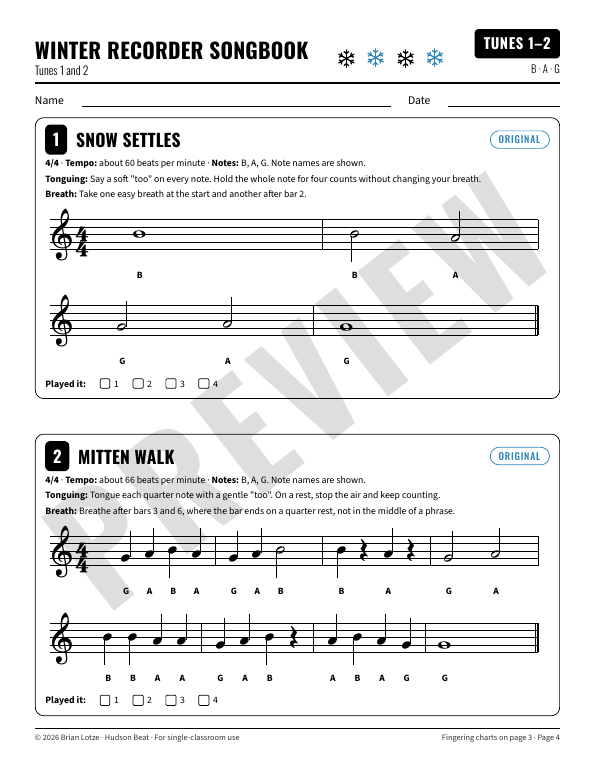 WINTER RECORDER SONGBOOK
TUNES 1–2
Tunes 1 and 2
B · A · G
Name
Date
1 SNOW SETTLES
ORIGINAL
4/4 · Tempo: about 60 beats per minute · Notes: B, A, G. Note names are shown.
Tonguing: Say a soft "too" on every note. Hold the whole note for four counts without changing your breath.
Breath: Take one easy breath at the start and another after bar 2.
4
4
B B A
G A G
Played it: 1 2 3 4
2 MITTEN WALK
ORIGINAL
4/4 · Tempo: about 66 beats per minute · Notes: B, A, G. Note names are shown.
Tonguing: Tongue each quarter note with a gentle "too". On a rest, stop the air and keep counting.
Breath: Breathe after bars 3 and 6, where the bar ends on a quarter rest, not in the middle of a phrase.
4
4
G A B A G A B B A G A
B B A A G A B A B A G G
Played it: 1 2 3 4
© 2026 Brian Lotze · Hudson Beat · For single-classroom use
Fingering charts on page 3 · Page 4
PREVIEW